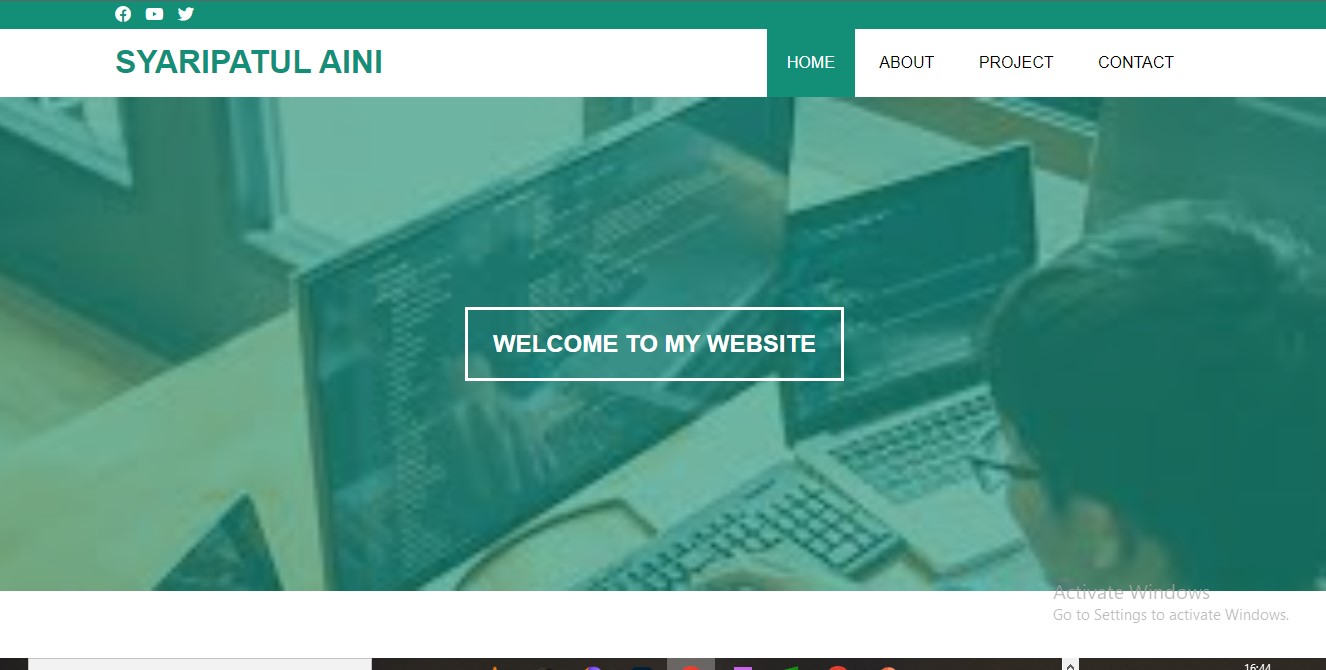 SYARIPATUL AINI
HOME ABOUT PROJECT CONTACT
WELCOME TO MY WEBSITE
Activate Windows
Go to Settings to activate Windows.
16:44